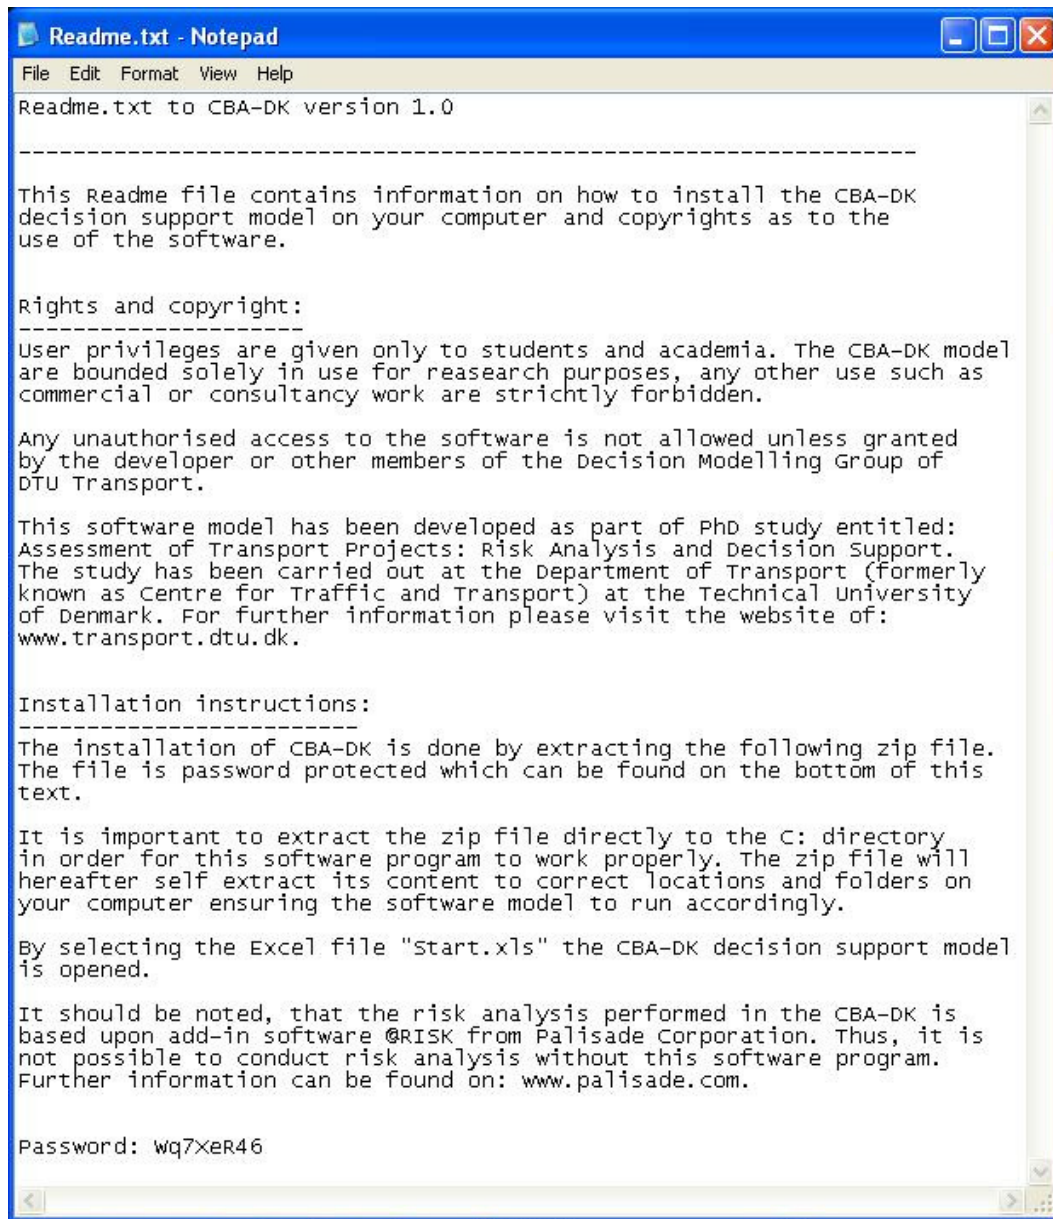 Readme.txt - Notepad
File Edit Format View Help
Readme.txt to CBA-DK version 1.0
------------------------------------------------------------------
This Readme file contains information on how to install the CBA-DK
decision support model on your computer and copyrights as to the
use of the software.
Rights and copyright:
---------------------
User privileges are given only to students and academia. The CBA-DK model
are bounded solely in use for reasearch purposes, any other use such as
commercial or consultancy work are strichtly forbidden.
Any unauthorised access to the software is not allowed unless granted
by the developer or other members of the Decision Modelling Group of
DTU Transport.
This software model has been developed as part of PhD study entitled:
Assessment of Transport Projects: Risk Analysis and Decision Support.
The study has been carried out at the Department of Transport (formerly
known as Centre for Traffic and Transport) at the Technical University
of Denmark. For further information please visit the website of:
www.transport.dtu.dk.
Installation instructions:
-------------------------
The installation of CBA-DK is done by extracting the following zip file.
The file is password protected which can be found on the bottom of this
text.
It is important to extract the zip file directly to the C: directory
in order for this software program to work properly. The zip file will
hereafter self extract its content to correct locations and folders on
your computer ensuring the software model to run accordingly.
By selecting the Excel file "Start.xls" the CBA-DK decision support model
is opened.
It should be noted, that the risk analysis performed in the CBA-DK is
based upon add-in software @RISK from Palisade Corporation. Thus, it is
not possible to conduct risk analysis without this software program.
Further information can be found on: www.palisade.com.
Password: Wq7XeR46